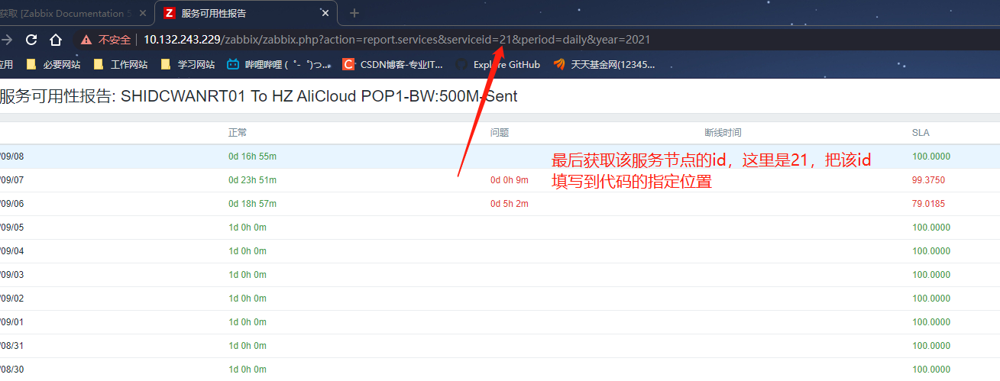 获取 [Zabbix Documentation 5
服务可用性报告
不安全 | 10.132.243.229/zabbix/zabbix.php?action=report.services&serviceid=21&period=daily&year=2021
应用 必要网站 工作网站 学习网站 哔哩哔哩 ( ゜- ゜)つ... CSDN博客-专业IT... Explore GitHub 天天基金网(12345...
服务可用性报告: SHIDCWANRT01 To HZ AliCloud POP1-BW:500M-Sent
正常 问题 断线时间 SLA
/09/08 0d 16h 55m 100.0000
最后获取该服务节点的id，这里是21，把该id
填写到代码的指定位置
/09/07 0d 23h 51m 0d 0h 9m 99.3750
/09/06 0d 18h 57m 0d 5h 2m 79.0185
/09/05 1d 0h 0m 100.0000
/09/04 1d 0h 0m 100.0000
/09/03 1d 0h 0m 100.0000
/09/02 1d 0h 0m 100.0000
/09/01 1d 0h 0m 100.0000
/08/31 1d 0h 0m 100.0000
/08/30 1d 0h 0m 100.0000